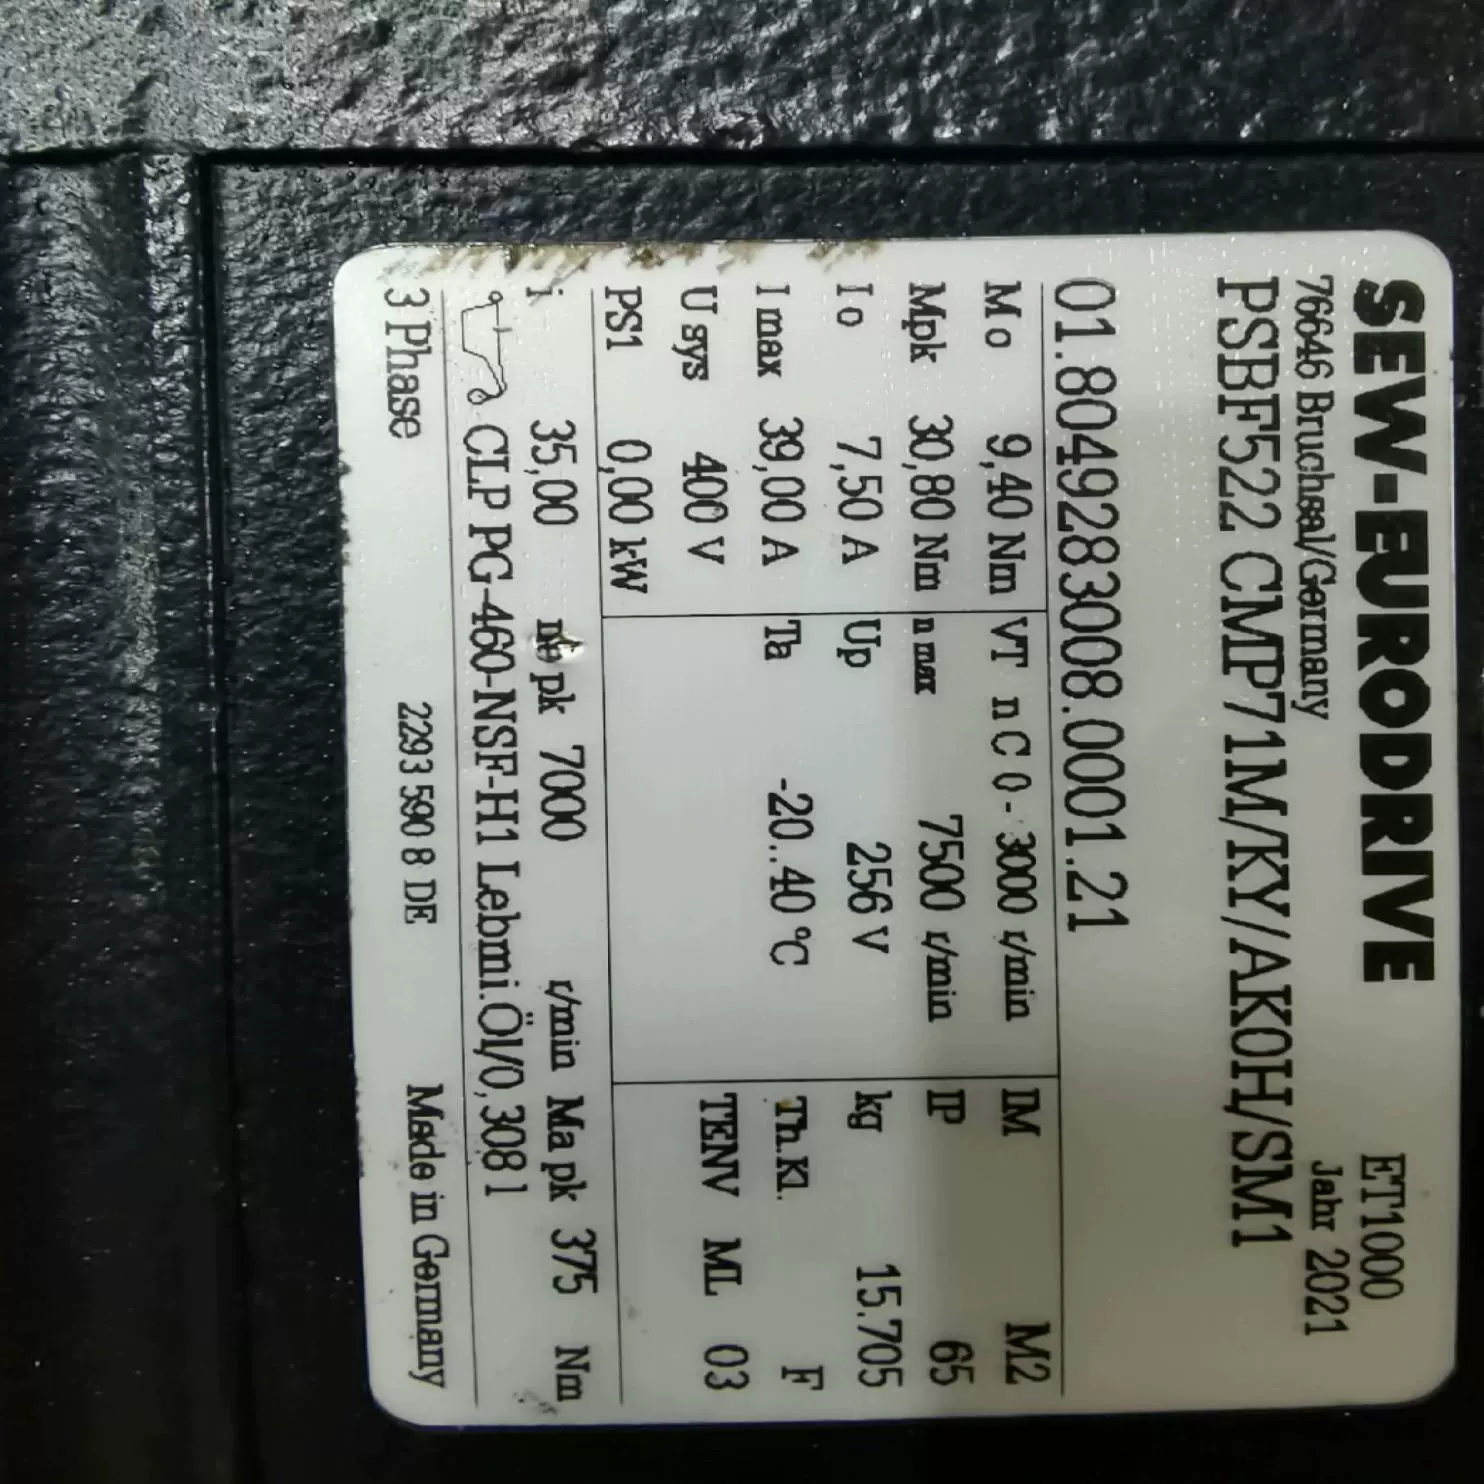 SEW-EURODRIVE ET1000
76646 Bruchsal/Germany Jahr 2021
PSBF522 CMP71M/KY/AK0H/SM1
01.8049283008.0001.21
Mo 9,40 Nm VT n C 0-3000 r/min IM M2
Mpk 30,80 Nm n max 7500 r/min IP 65
Io 7,50 A Up 256 V kg 15.705
I max 39,00 A Ta -20..40 °C Th.Kl. F
U sys 400 V TENV ML 03
PS1 0,00 kW
i 35,00 ne pk 7000 r/min Ma pk 375 Nm
CLP PG-460-NSF-H1 Lebmi.Öl/0,308 l
3 Phase 2293 590 8 DE Made in Germany